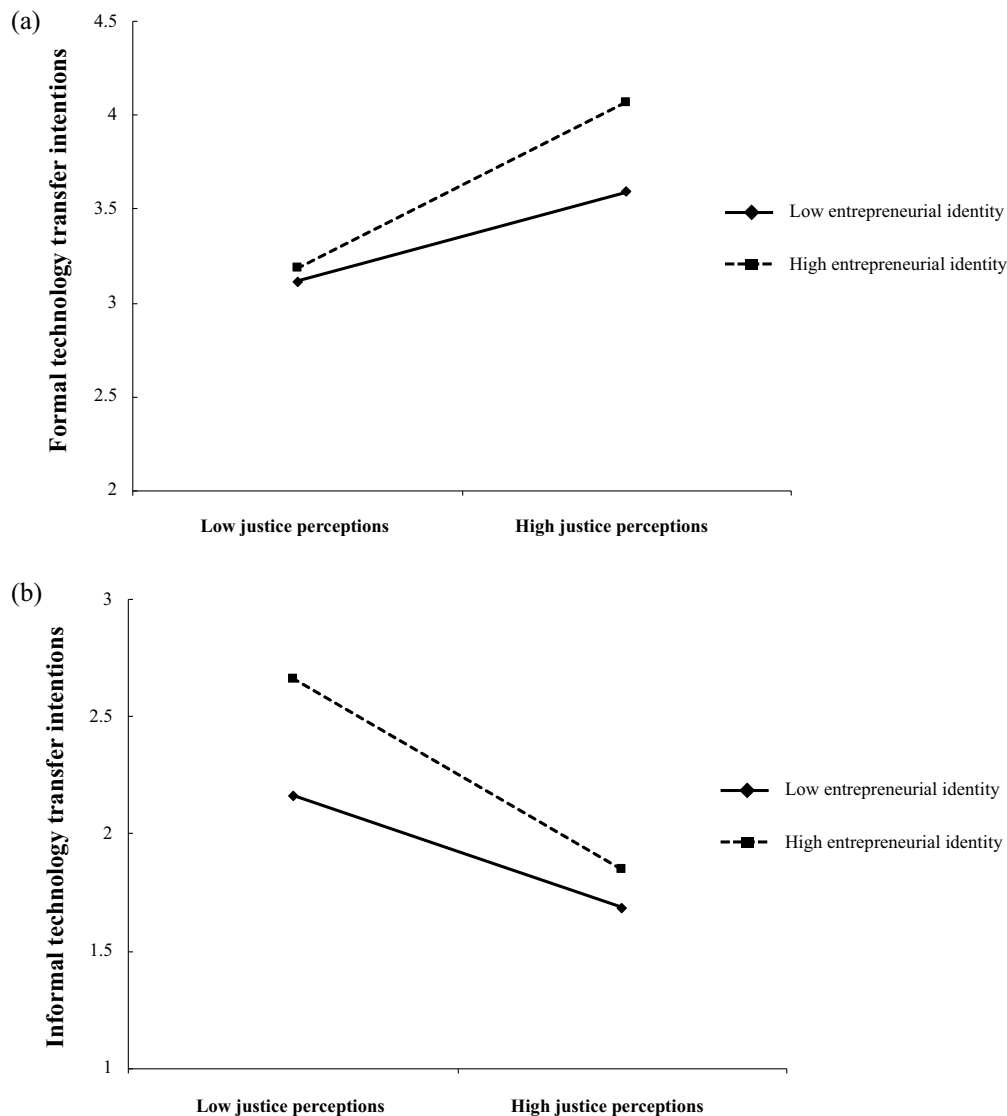 (a)
4.5
4
3.5
3
2.5
2
Formal technology transfer intentions
Low justice perceptions
High justice perceptions
Low entrepreneurial identity
High entrepreneurial identity
(b)
3
2.5
2
1.5
1
Informal technology transfer intentions
Low justice perceptions
High justice perceptions
Low entrepreneurial identity
High entrepreneurial identity